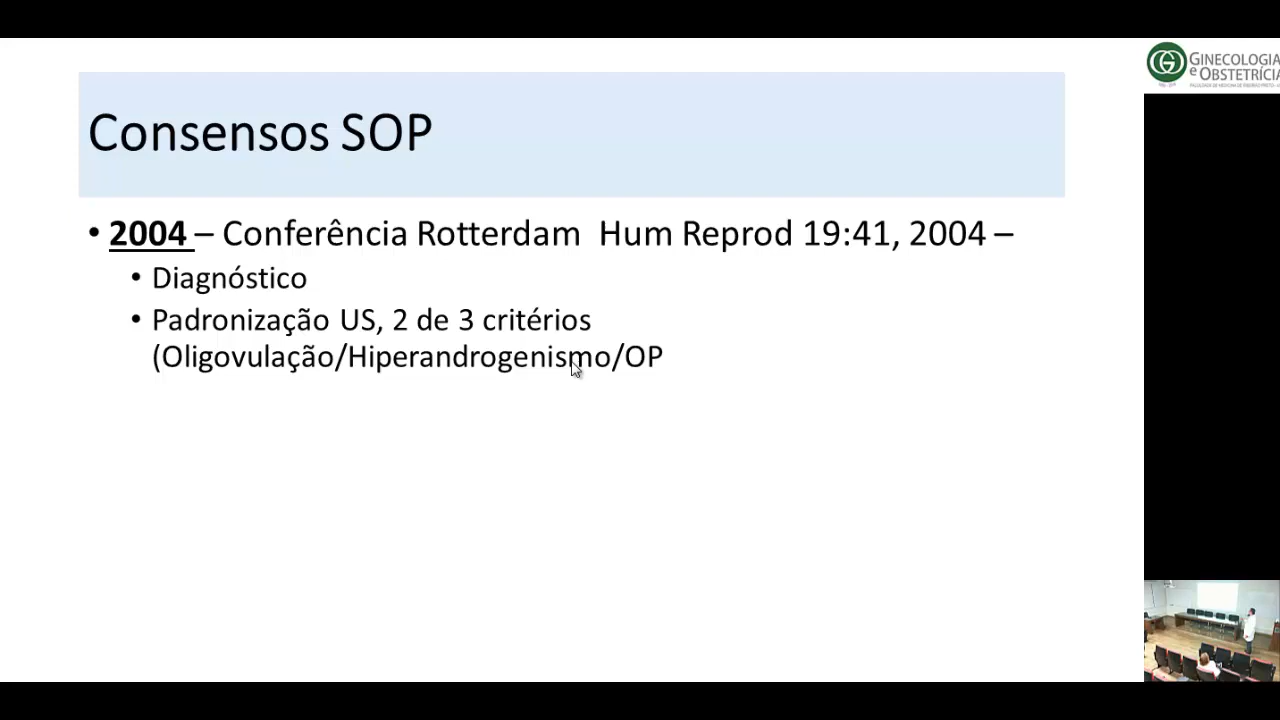 GINECOLOGIA
e OBSTETRÍCIA
Consensos SOP
• 2004 – Conferência Rotterdam Hum Reprod 19:41, 2004 –
• Diagnóstico
• Padronização US, 2 de 3 critérios
(Oligovulação/Hiperandrogenismo/OP